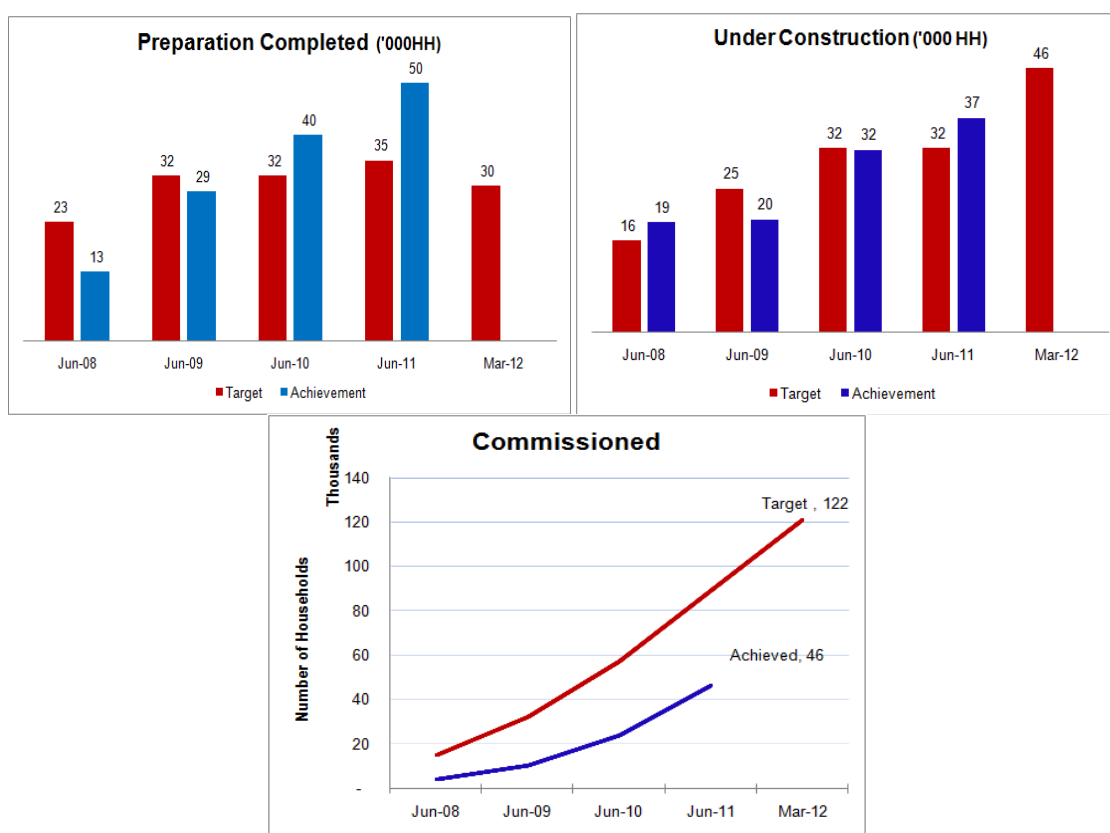 Preparation Completed ('000HH)
50
40
35
32
32
30
29
23
13
Jun-08 Jun-09 Jun-10 Jun-11 Mar-12
Target Achievement
Under Construction ('000 HH)
46
37
32 32 32
25
20
19
16
Jun-08 Jun-09 Jun-10 Jun-11 Mar-12
Target Achievement
Commissioned
Thousands
Number of Households
140
120
100
80
60
40
20
-
Target , 122
Achieved, 46
Jun-08 Jun-09 Jun-10 Jun-11 Mar-12